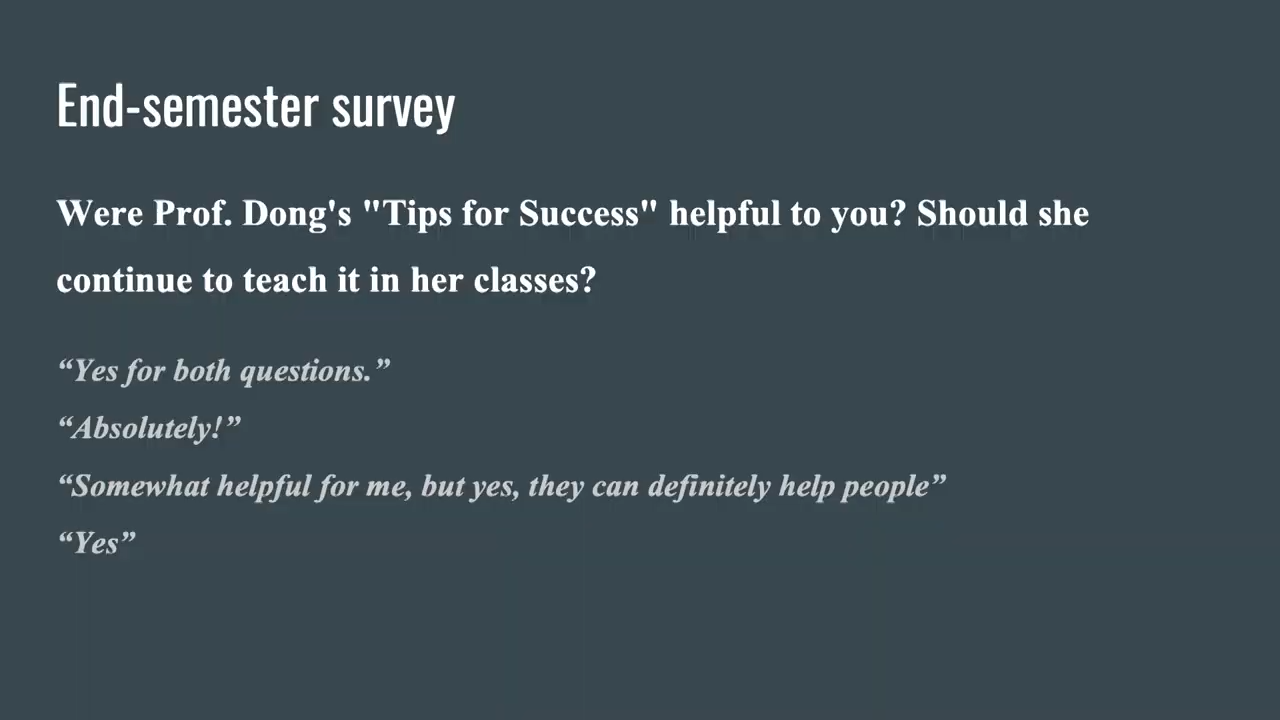 End-semester survey
Were Prof. Dong's "Tips for Success" helpful to you? Should she
continue to teach it in her classes?
“Yes for both questions.”
“Absolutely!”
“Somewhat helpful for me, but yes, they can definitely help people”
“Yes”